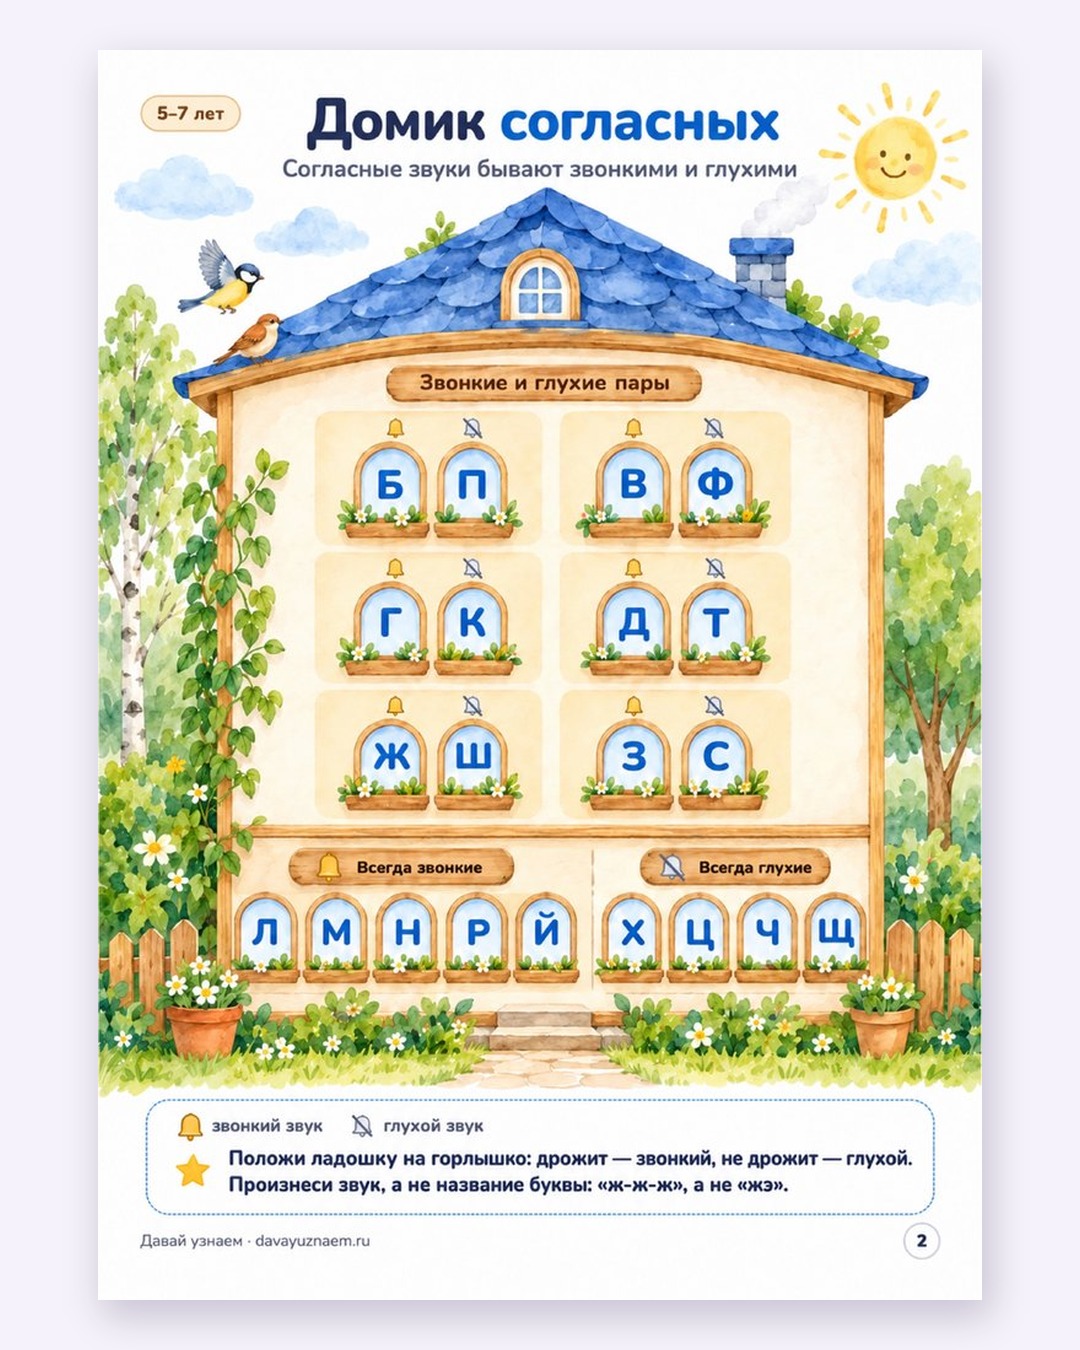 5–7 лет
Домик согласных
Согласные звуки бывают звонкими и глухими
Звонкие и глухие пары
Б П В Ф
Г К Д Т
Ж Ш З С
Всегда звонкие Всегда глухие
Л М Н Р Й Х Ц Ч Щ
звонкий звук глухой звук
Положи ладошку на горлышко: дрожит — звонкий, не дрожит — глухой.
Произнеси звук, а не название буквы: «ж-ж-ж», а не «жэ».
Давай узнаем · davayuznaem.ru 2